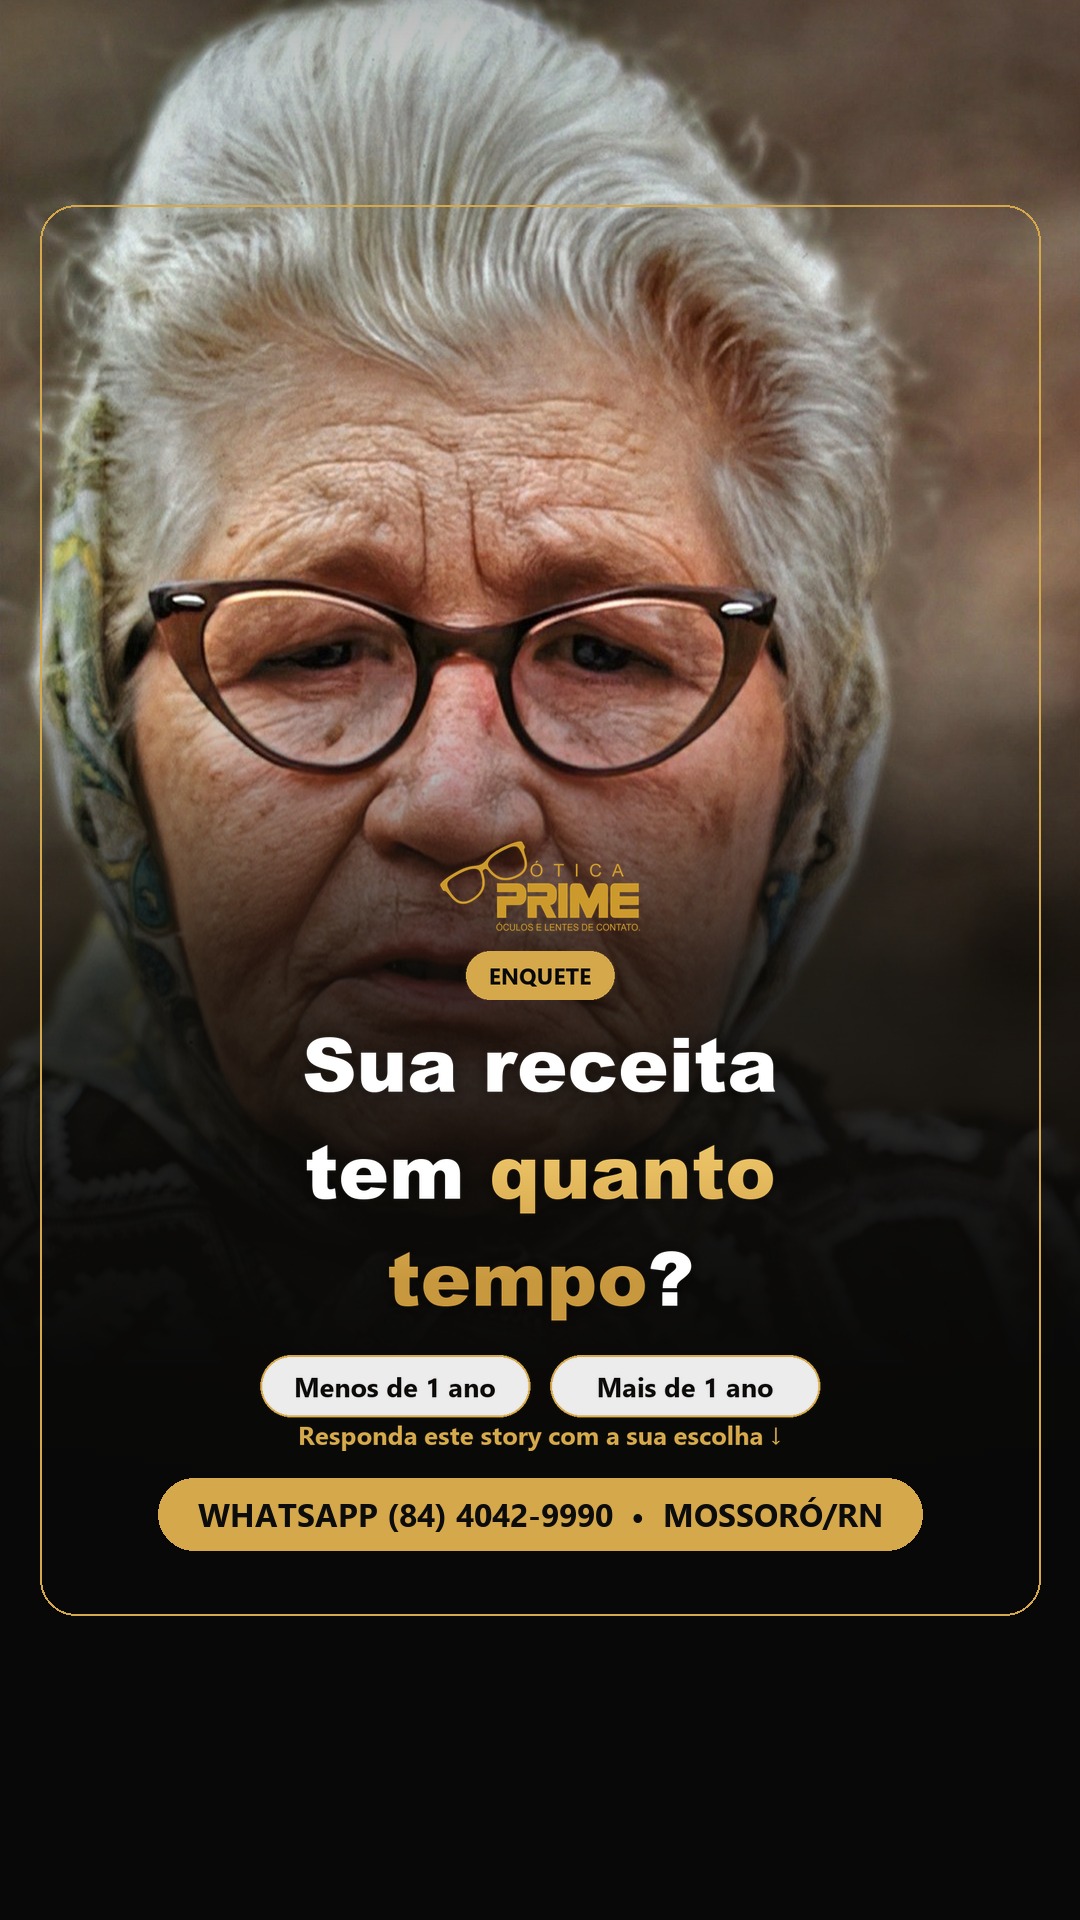 ÓTICA
PRIME
ÓCULOS E LENTES DE CONTATO.
ENQUETE
Sua receita
tem quanto
tempo?
Menos de 1 ano
Mais de 1 ano
Responda este story com a sua escolha ↓
WHATSAPP (84) 4042-9990 • MOSSORÓ/RN